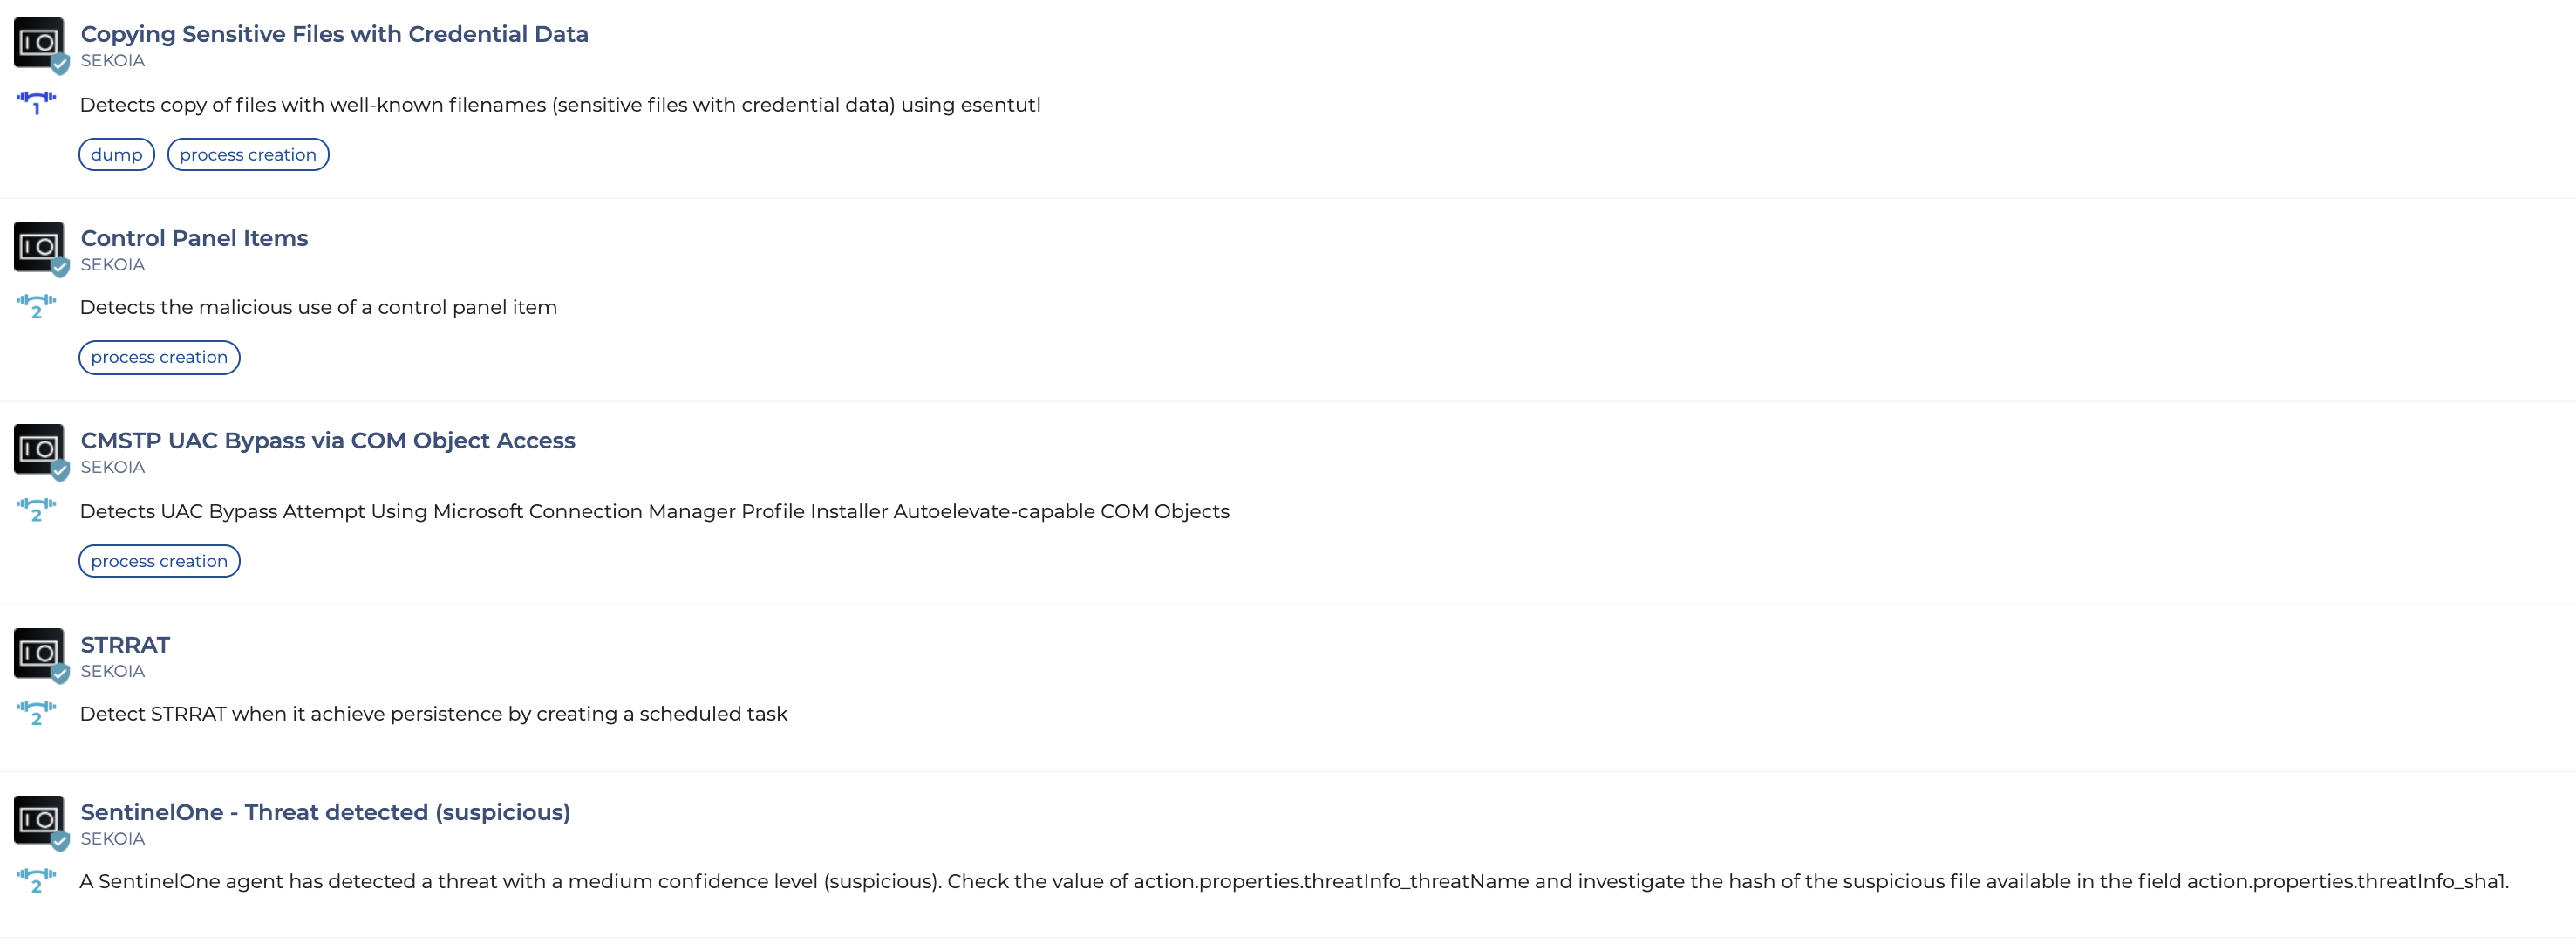 Copying Sensitive Files with Credential Data
SEKOIA
1
Detects copy of files with well-known filenames (sensitive files with credential data) using esentutl
dump
process creation
Control Panel Items
SEKOIA
2
Detects the malicious use of a control panel item
process creation
CMSTP UAC Bypass via COM Object Access
SEKOIA
2
Detects UAC Bypass Attempt Using Microsoft Connection Manager Profile Installer Autoelevate-capable COM Objects
process creation
STRRAT
SEKOIA
2
Detect STRRAT when it achieve persistence by creating a scheduled task
SentinelOne - Threat detected (suspicious)
SEKOIA
2
A SentinelOne agent has detected a threat with a medium confidence level (suspicious). Check the value of action.properties.threatInfo_threatName and investigate the hash of the suspicious file available in the field action.properties.threatInfo_sha1.